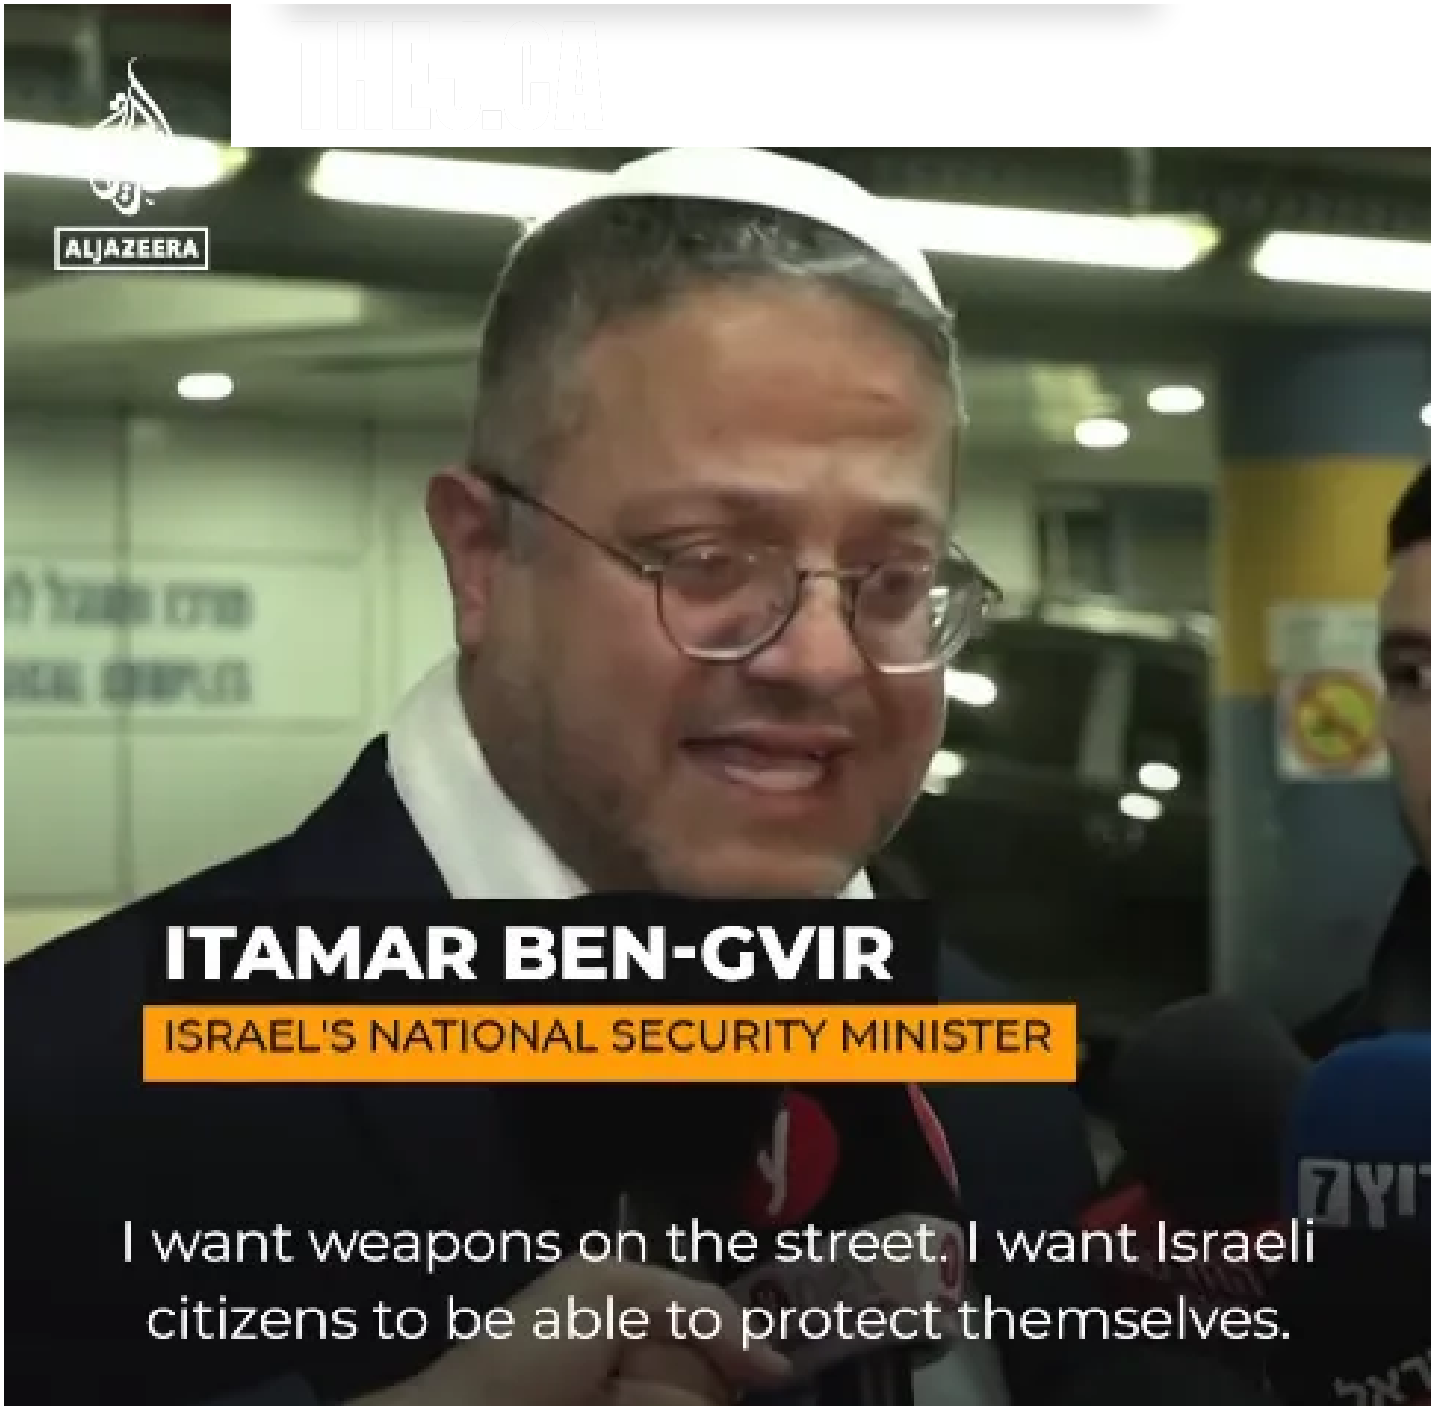 ALJAZEERA
ITAMAR BEN-GVIR
ISRAEL'S NATIONAL SECURITY MINISTER
7
I want weapons on the street. I want Israeli
citizens to be able to protect themselves.